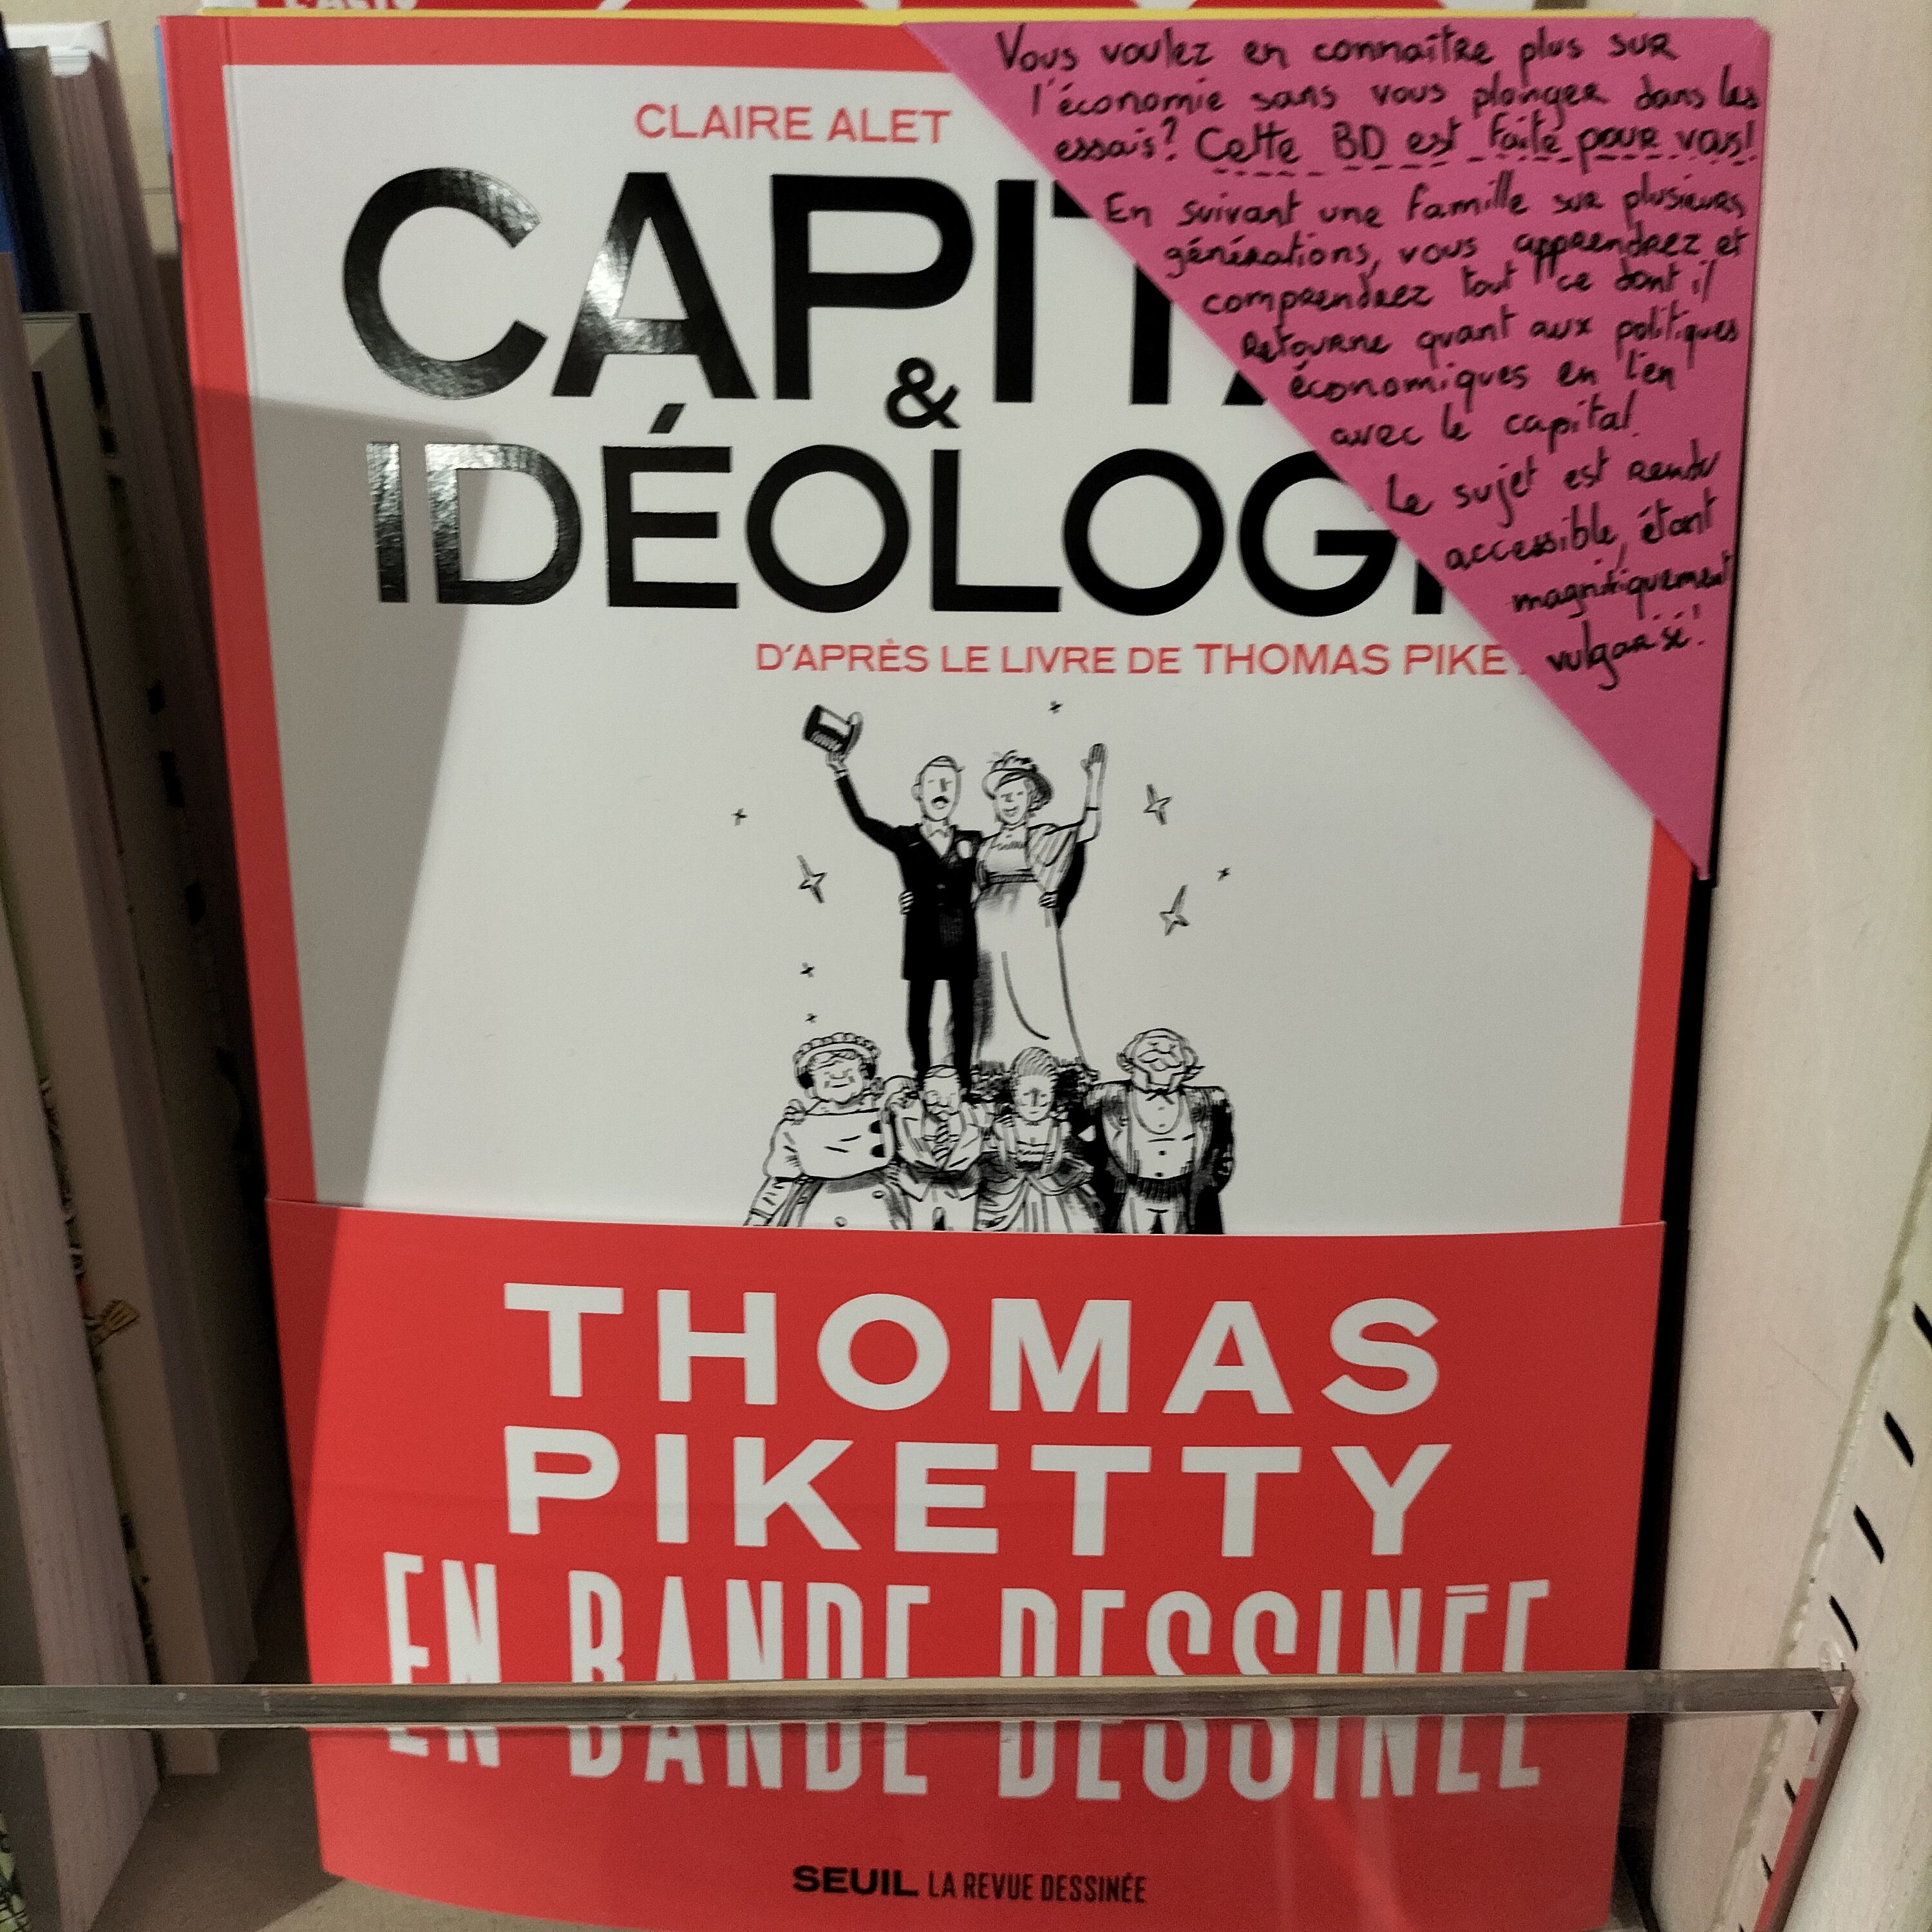 CLAIRE ALET
CAPITA
&
IDÉOLOGI
D'APRÈS LE LIVRE DE THOMAS PIKET
Vous voulez en connaître plus sur
l'économie sans vous plonger dans les
essais? Cette BD est faite pour vous!
En suivant une famille sur plusieurs
générations, vous apprendrez et
comprendrez tout ce dont il
retourne quant aux politiques
économiques en lien
avec le capital.
Le sujet est rendu
accessible, étant
magnifiquement
vulgarisé!
THOMAS
PIKETTY
EN BANDE DESSINÉE
SEUIL LA REVUE DESSINÉE